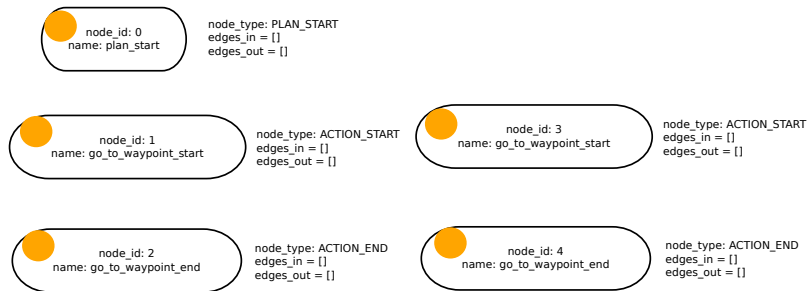 node_id: 0
name: plan_start
node_type: PLAN_START
edges_in = []
edges_out = []
node_id: 1
name: go_to_waypoint_start
node_type: ACTION_START
edges_in = []
edges_out = []
node_id: 3
name: go_to_waypoint_start
node_type: ACTION_START
edges_in = []
edges_out = []
node_id: 2
name: go_to_waypoint_end
node_type: ACTION_END
edges_in = []
edges_out = []
node_id: 4
name: go_to_waypoint_end
node_type: ACTION_END
edges_in = []
edges_out = []